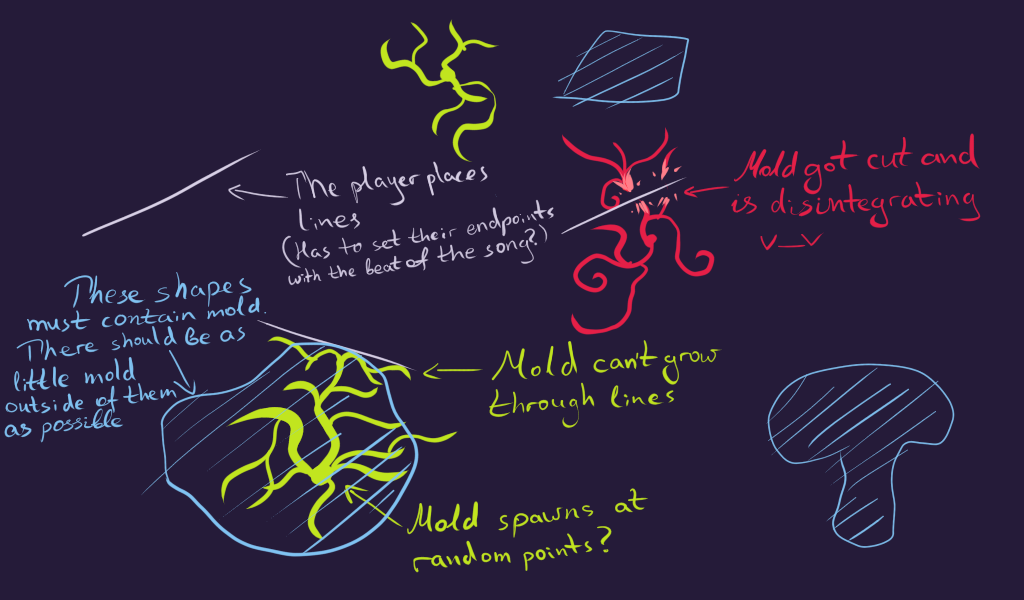 Mold got cut and
is disintegrating
v_v
The player places
lines
(Has to set their endpoints
with the beat of the song?)
These shapes
must contain mold.
There should be as
little mold
outside of them
as possible
Mold can't grow
through lines
Mold spawns at
random points?